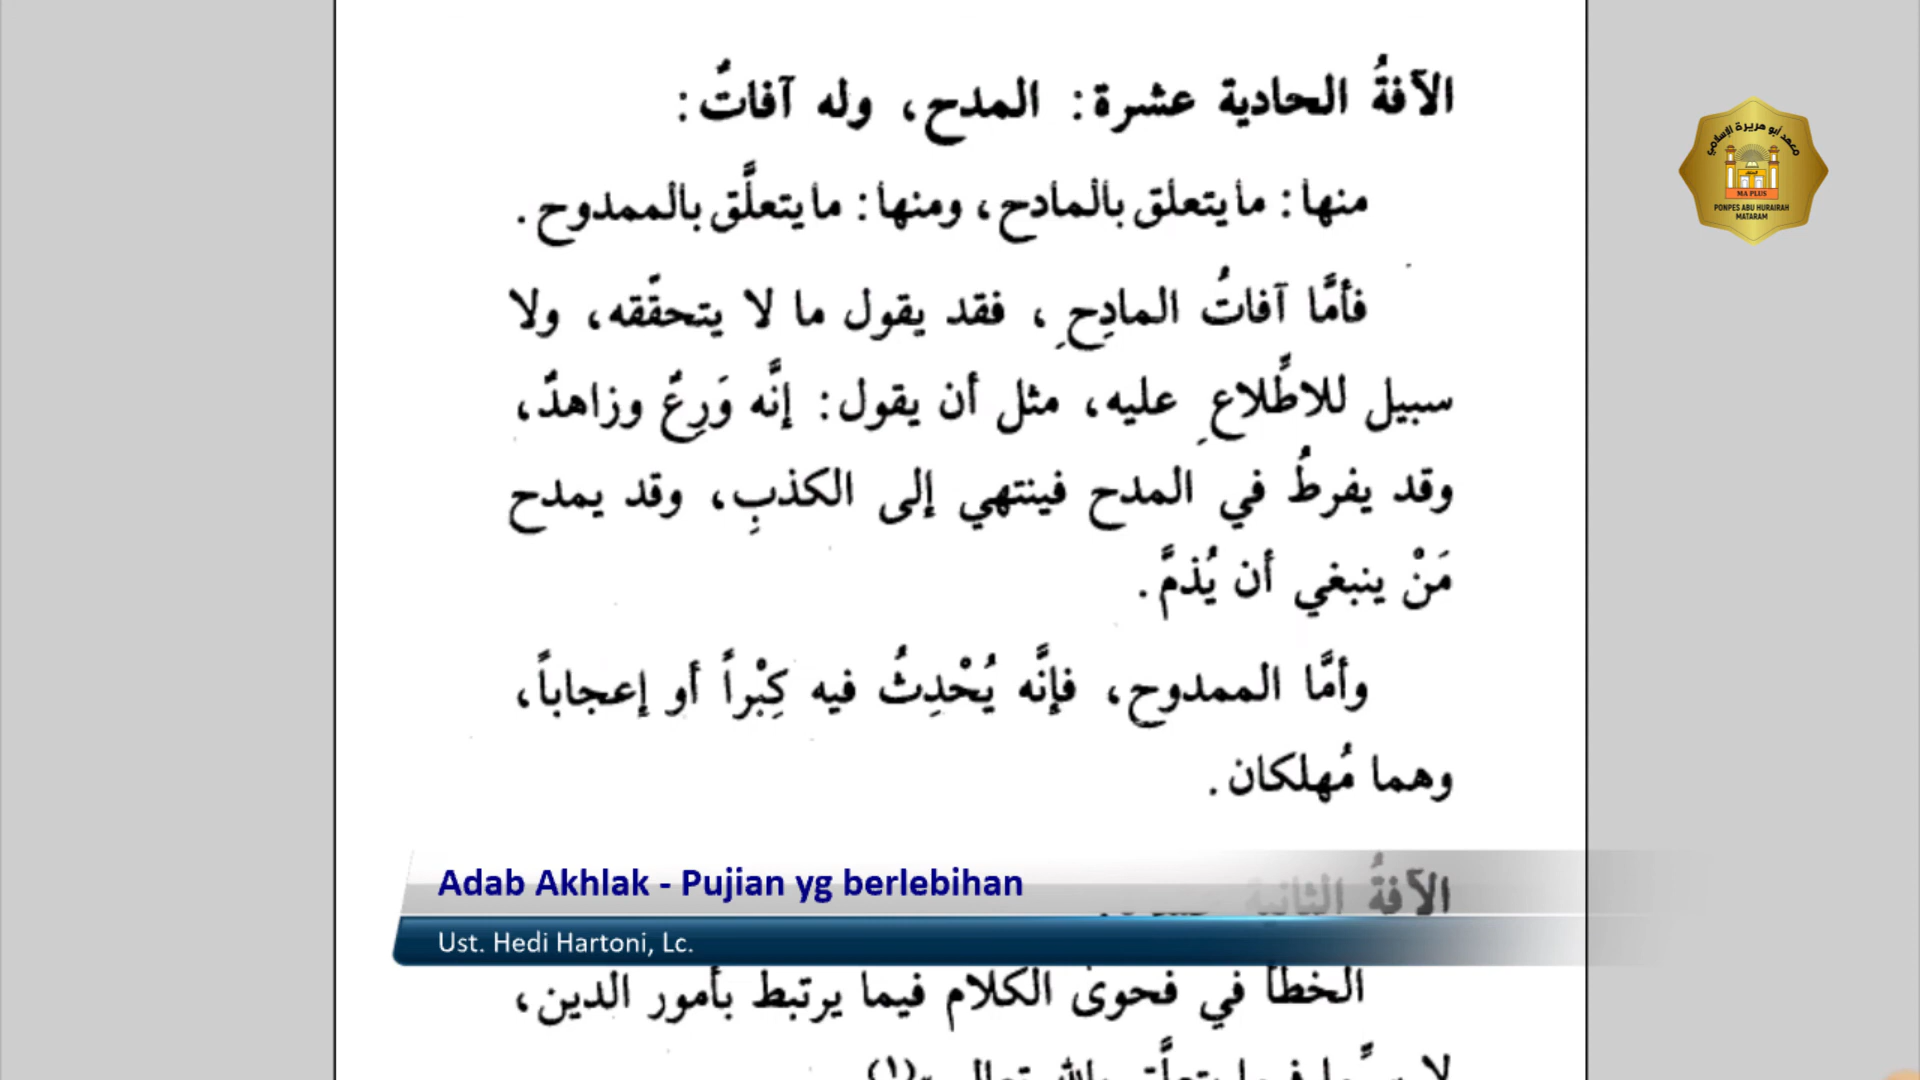 الآفةُ الحادية عشرة: المدح، وله آفاتٌ:
منها: ما يتعلق بالمادح، ومنها: ما يتعلَّق بالممدوح.
فأمَّا آفاتُ المادِحِ، فقد يقول ما لا يتحقّقه، ولا
سبيل للاطِّلاعِ عليه، مثل أن يقول: إنَّه وَرِعٌ وزاهدٌ،
وقد يفرطُ في المدح فينتهي إلى الكذبِ، وقد يمدح
مَنْ ينبغي أن يُذمَّ.
وأمَّا الممدوح، فإنَّه يُحْدِثُ فيه كِبْراً أو إعجاباً،
وهما مُهلكان.
الآفةُ الثانية
الخطأ في فحوى الكلام فيما يرتبط بأمور الدين،
معهد أبو هريرة الإسلامي
MA PLUS
PONPES ABU HURAIRAH
MATARAM
Adab Akhlak - Pujian yg berlebihan
Ust. Hedi Hartoni, Lc.